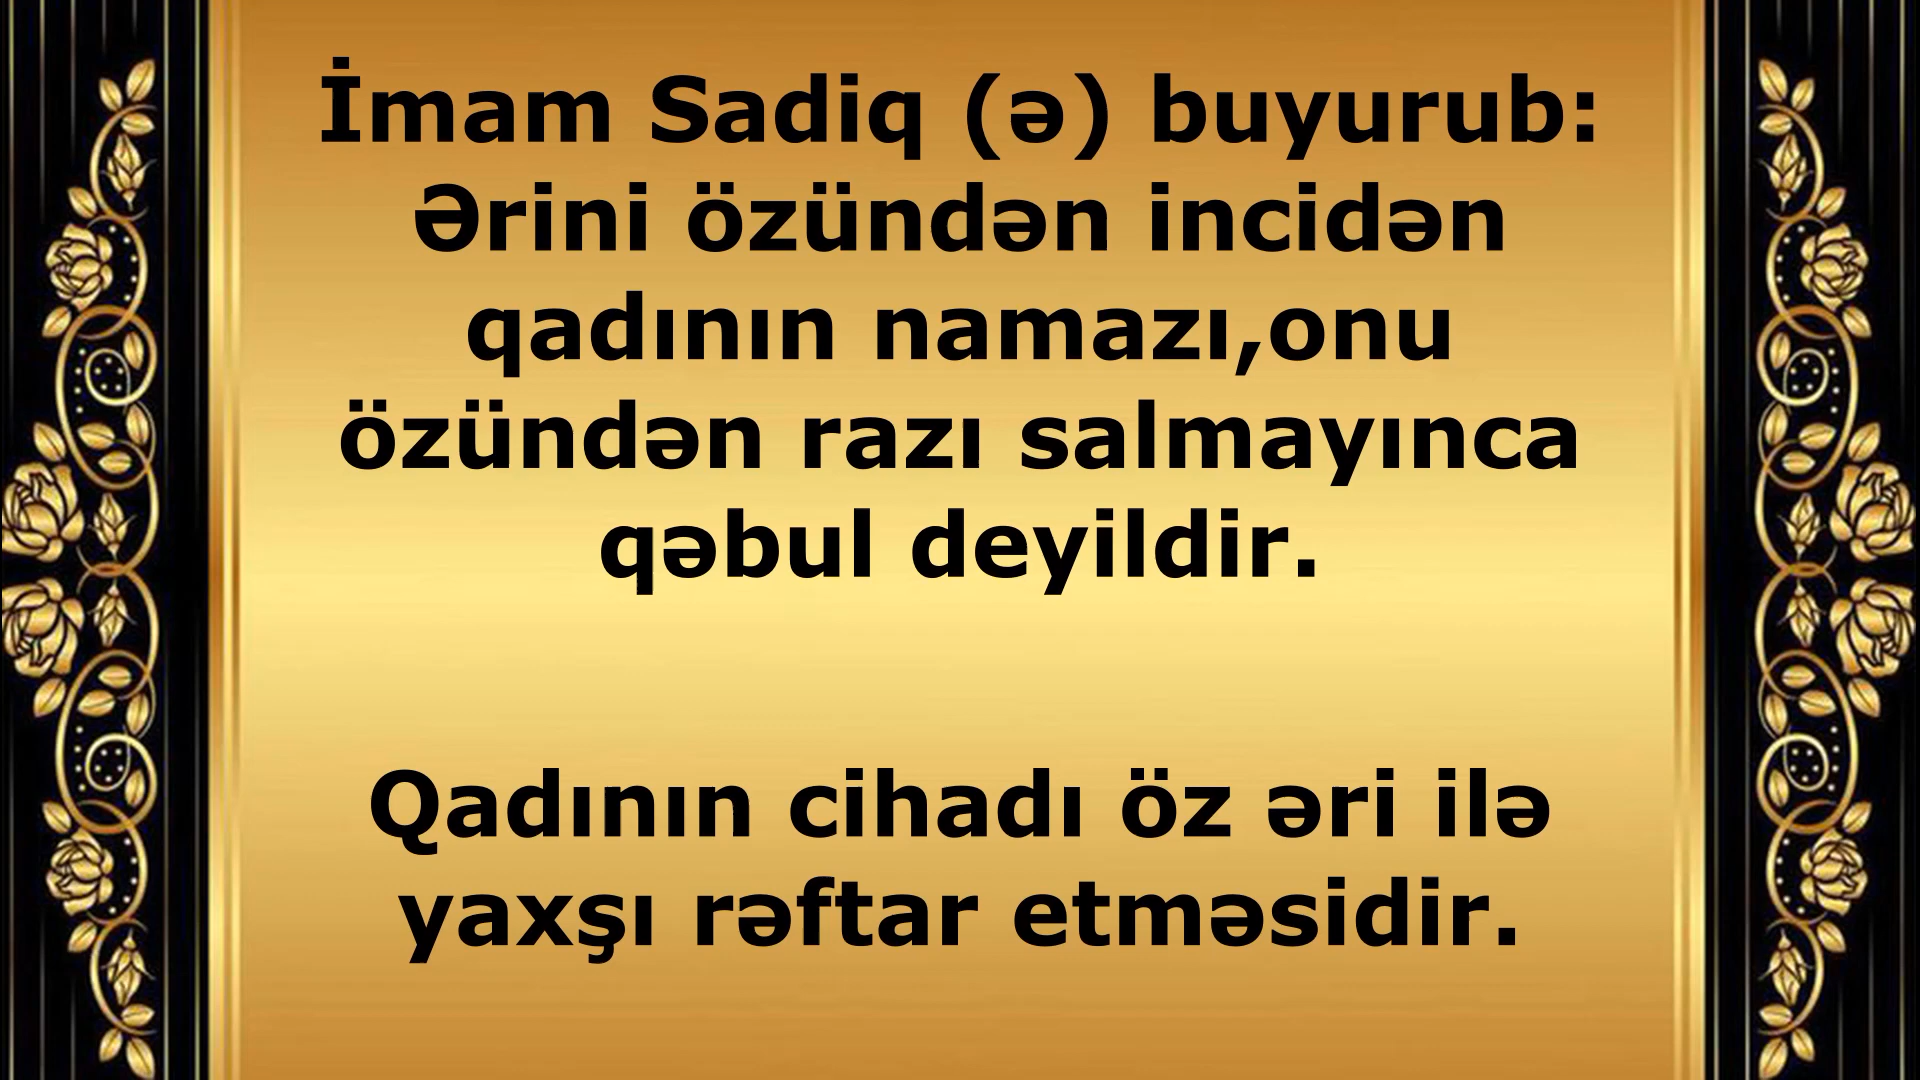 İmam Sadiq (ə) buyurub:
Ərini özündən incidən
qadının namazı,onu
özündən razı salmayınca
qəbul deyildir.
Qadının cihadı öz əri ilə
yaxşı rəftar etməsidir.